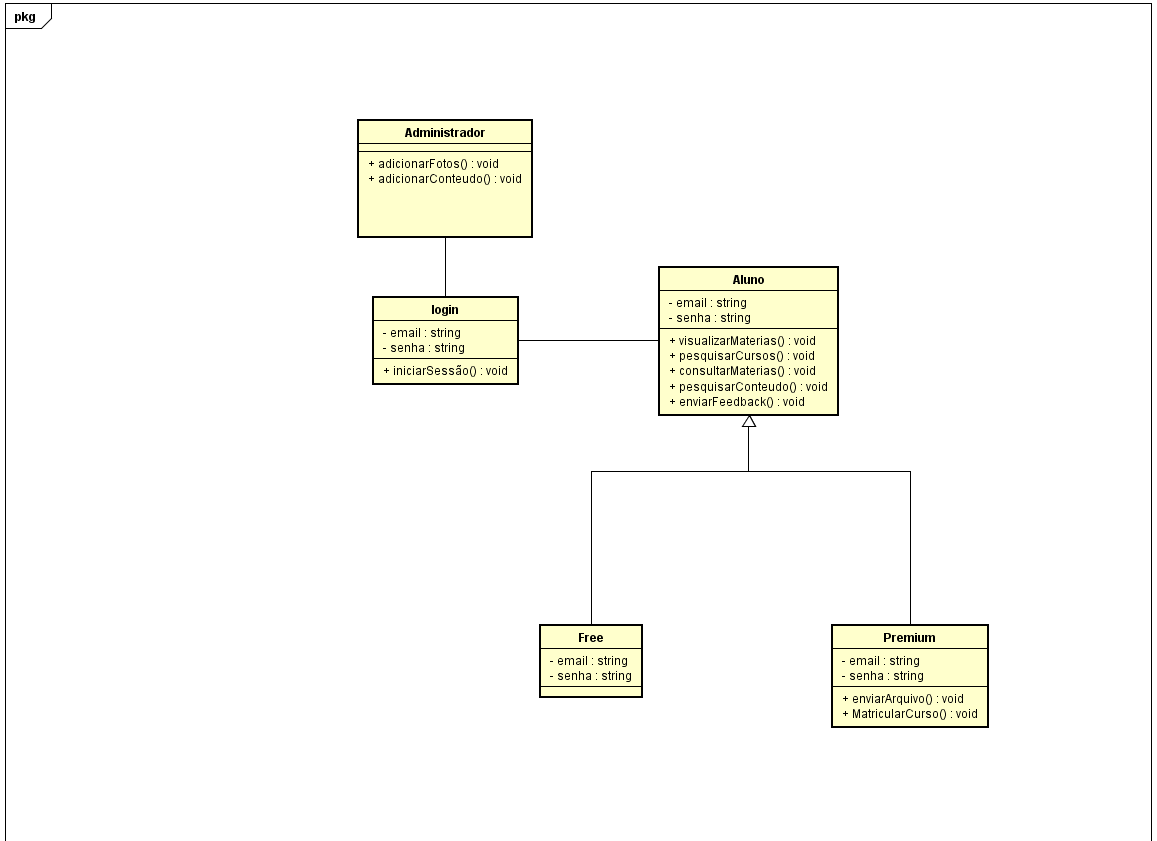 pkg
Administrador
+ adicionarFotos() : void
+ adicionarConteudo() : void
login
- email : string
- senha : string
+ iniciarSessão() : void
Aluno
- email : string
- senha : string
+ visualizarMaterias() : void
+ pesquisarCursos() : void
+ consultarMaterias() : void
+ pesquisarConteudo() : void
+ enviarFeedback() : void
Free
- email : string
- senha : string
Premium
- email : string
- senha : string
+ enviarArquivo() : void
+ MatricularCurso() : void